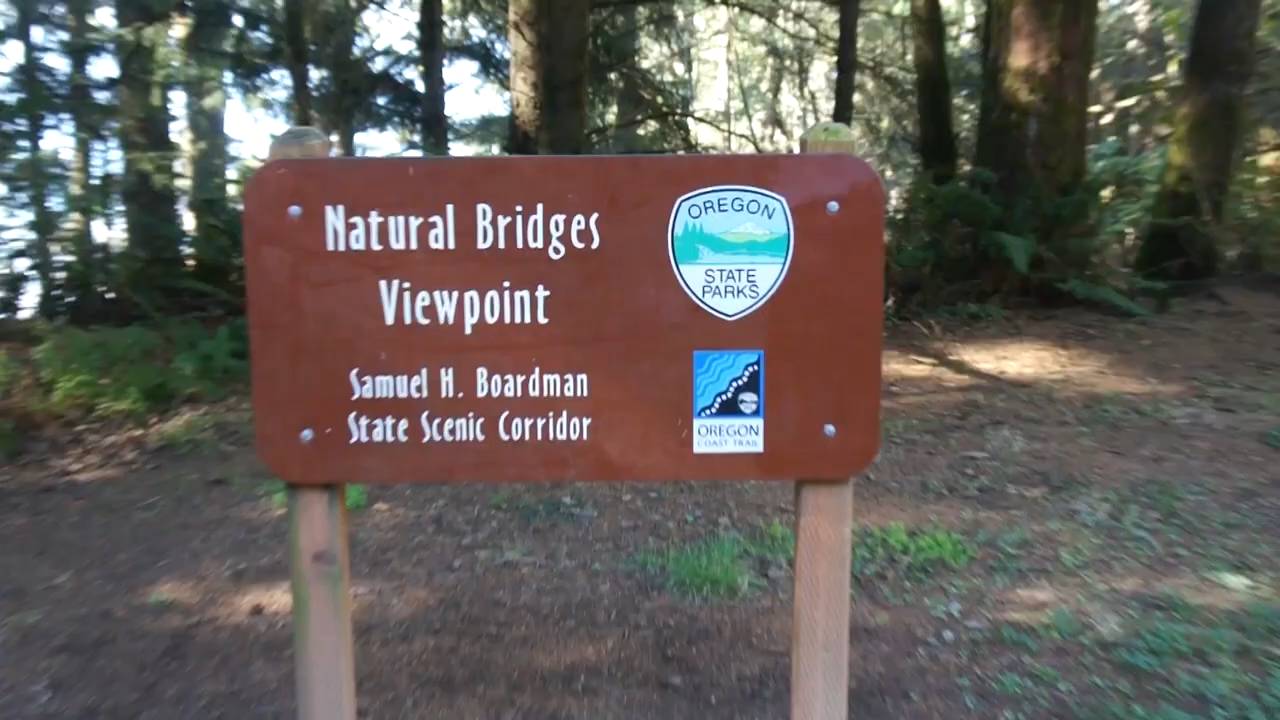 Natural Bridges
Viewpoint
Samuel H. Boardman
State Scenic Corridor
OREGON
STATE
PARKS
OREGON
COAST TRAIL